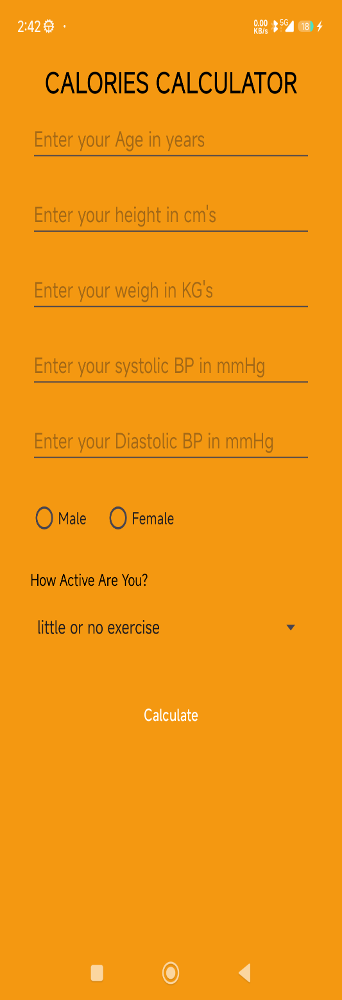 2:42 0.00 KB/s 5G 18
CALORIES CALCULATOR
Enter your Age in years
Enter your height in cm's
Enter your weigh in KG's
Enter your systolic BP in mmHg
Enter your Diastolic BP in mmHg
Male Female
How Active Are You?
little or no exercise
Calculate